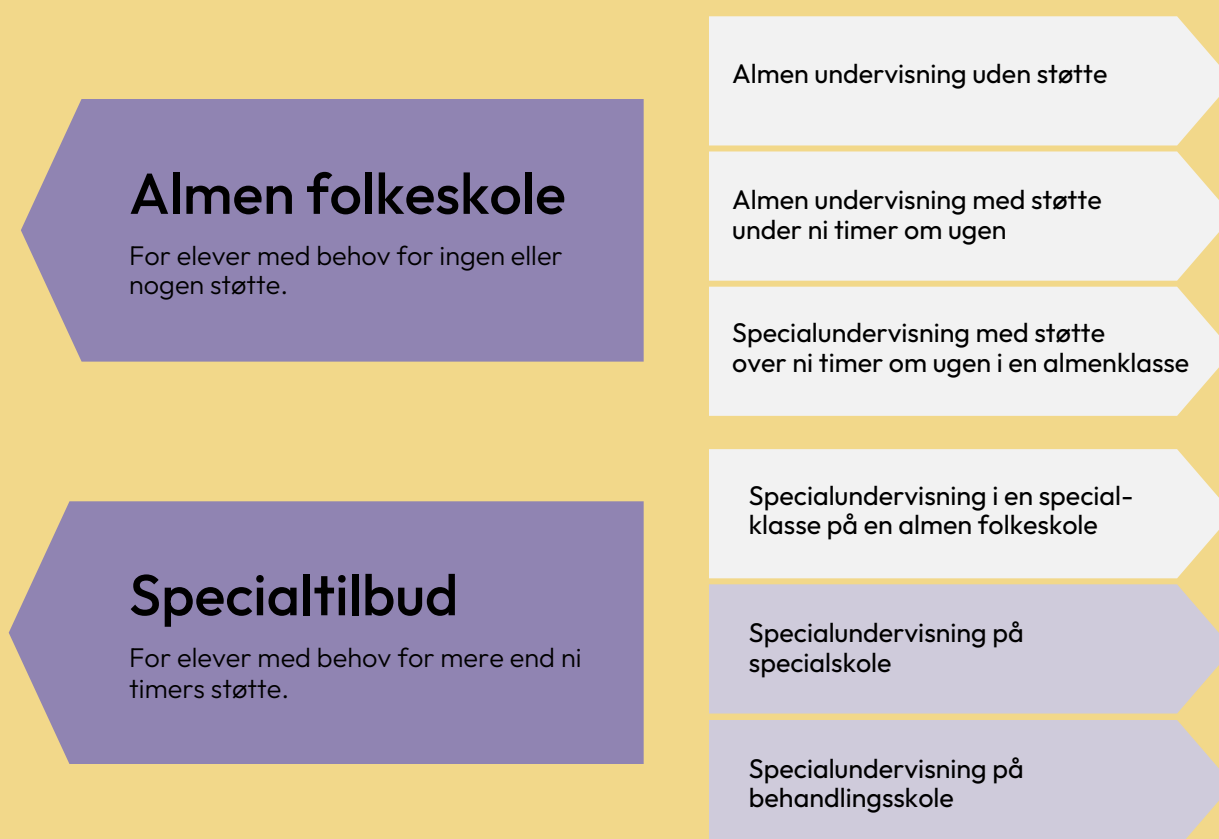 Almen folkeskole
For elever med behov for ingen eller
nogen støtte.
Almen undervisning uden støtte
Almen undervisning med støtte
under ni timer om ugen
Specialundervisning med støtte
over ni timer om ugen i en almenklasse
Specialtilbud
For elever med behov for mere end ni
timers støtte.
Specialundervisning i en special-
klasse på en almen folkeskole
Specialundervisning på
specialskole
Specialundervisning på
behandlingsskole